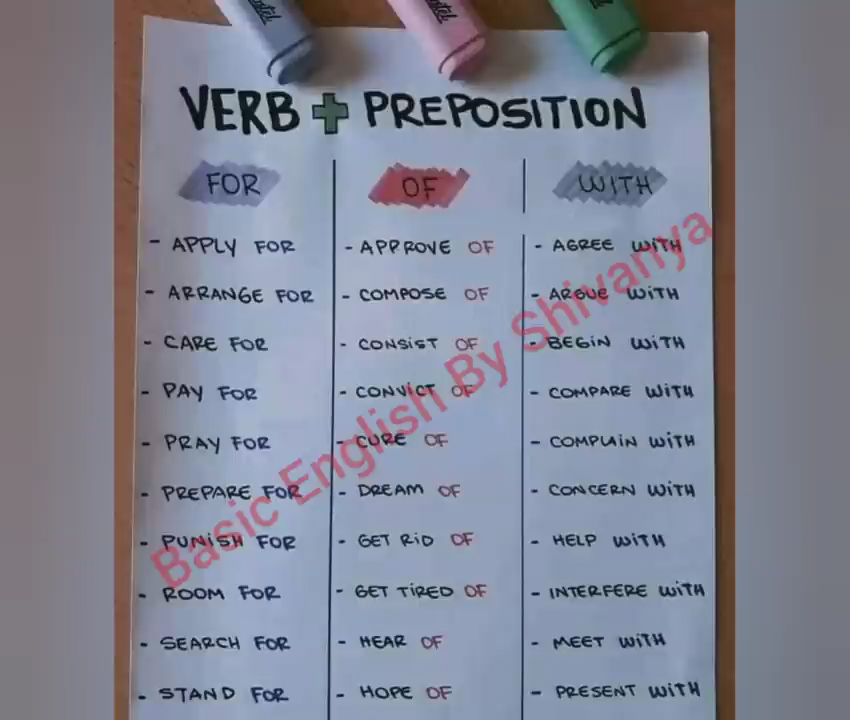 VERB + PREPOSITION
FOR
- APPLY FOR
- ARRANGE FOR
- CARE FOR
- PAY FOR
- PRAY FOR
- PREPARE FOR
- PUNISH FOR
- ROOM FOR
- SEARCH FOR
- STAND FOR
OF
- APPROVE OF
- COMPOSE OF
- CONSIST OF
- CONVICT OF
- CURE OF
- DREAM OF
- GET RID OF
- GET TIRED OF
- HEAR OF
- HOPE OF
WITH
- AGREE WITH
- ARGUE WITH
- BEGIN WITH
- COMPARE WITH
- COMPLAIN WITH
- CONCERN WITH
- HELP WITH
- INTERFERE WITH
- MEET WITH
- PRESENT WITH
Basic English By Shivanya